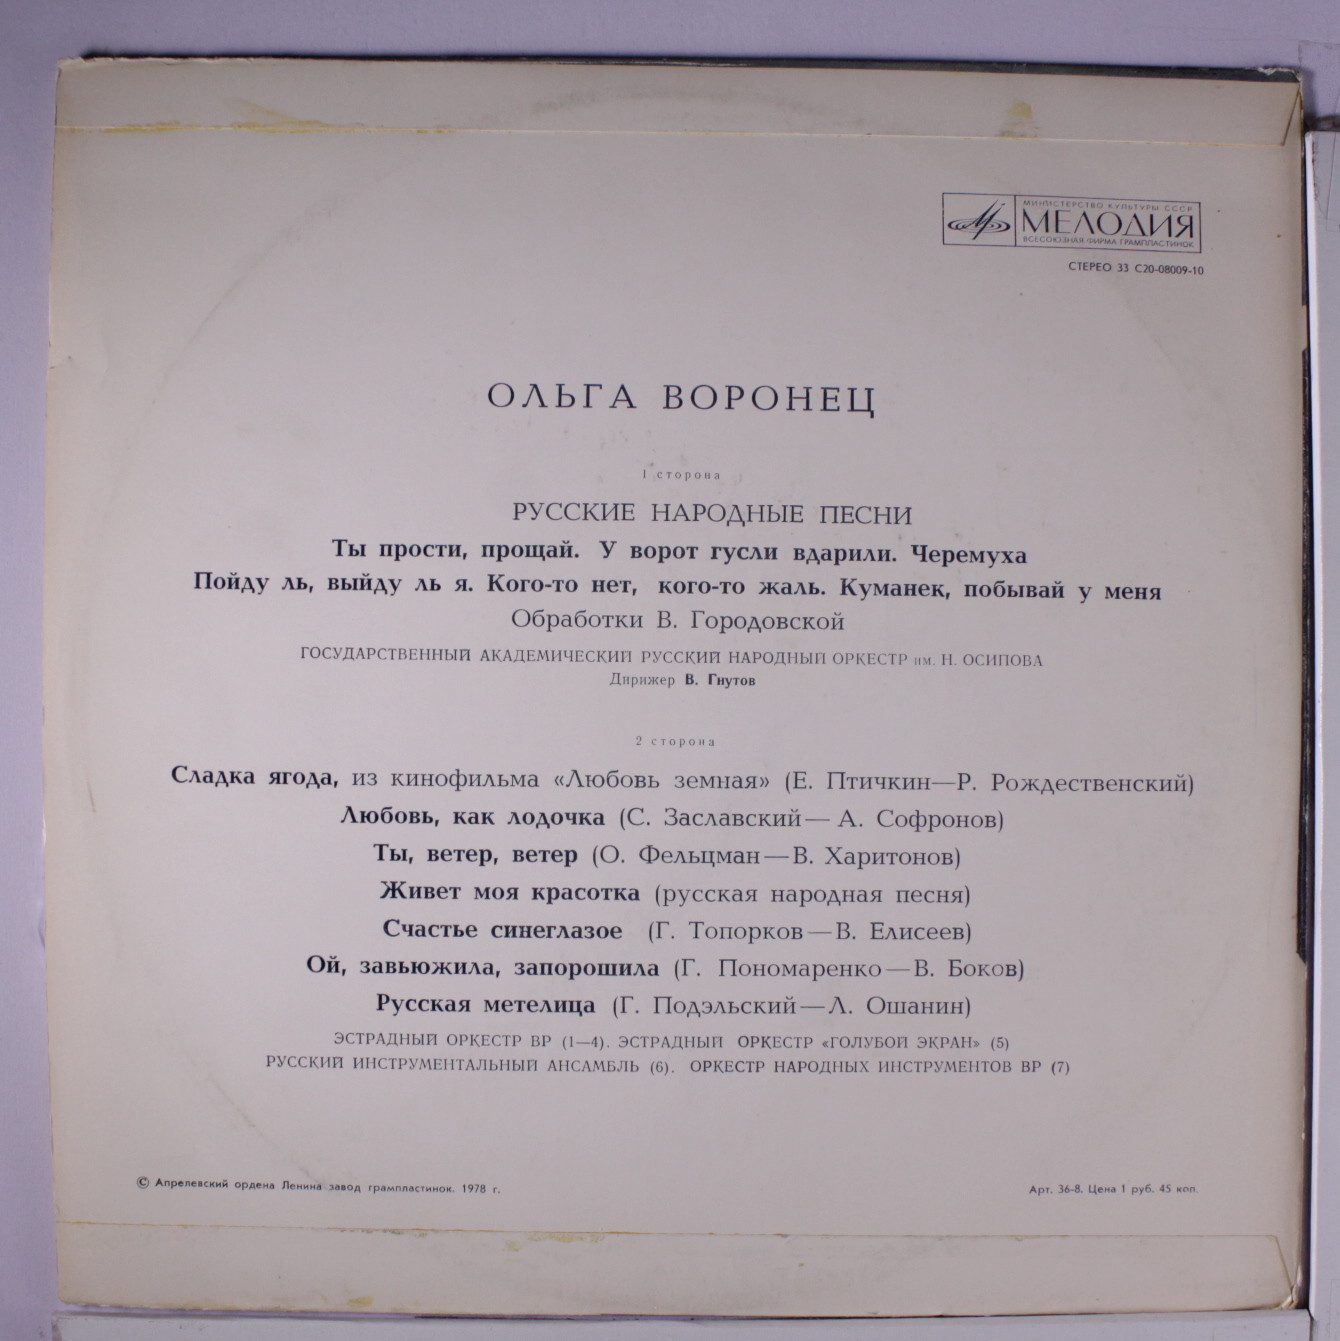 МИНИСТЕРСТВО КУЛЬТУРЫ СССР
МЕЛОДИЯ
ВСЕСОЮЗНАЯ ФИРМА ГРАМПЛАСТИНОК
СТЕРЕО 33 С20-08009-10
ОЛЬГА ВОРОНЕЦ
1 сторона
РУССКИЕ НАРОДНЫЕ ПЕСНИ
Ты прости, прощай. У ворот гусли вдарили. Черемуха
Пойду ль, выйду ль я. Кого-то нет, кого-то жаль. Куманек, побывай у меня
Обработки В. Городовской
ГОСУДАРСТВЕННЫЙ АКАДЕМИЧЕСКИЙ РУССКИЙ НАРОДНЫЙ ОРКЕСТР им. Н. ОСИПОВА
Дирижер В. Гнутов
2 сторона
Сладка ягода, из кинофильма «Любовь земная» (Е. Птичкин—Р. Рождественский)
Любовь, как лодочка (С. Заславский—А. Софронов)
Ты, ветер, ветер (О. Фельцман—В. Харитонов)
Живет моя красотка (русская народная песня)
Счастье синеглазое (Г. Топорков—В. Елисеев)
Ой, завьюжила, запорошила (Г. Пономаренко—В. Боков)
Русская метелица (Г. Подэльский—Л. Ошанин)
ЭСТРАДНЫЙ ОРКЕСТР ВР (1—4). ЭСТРАДНЫЙ ОРКЕСТР «ГОЛУБОЙ ЭКРАН» (5)
РУССКИЙ ИНСТРУМЕНТАЛЬНЫЙ АНСАМБЛЬ (6). ОРКЕСТР НАРОДНЫХ ИНСТРУМЕНТОВ ВР (7)
© Апрелевский ордена Ленина завод грампластинок. 1978 г.
Арт. 36-8. Цена 1 руб. 45 коп.